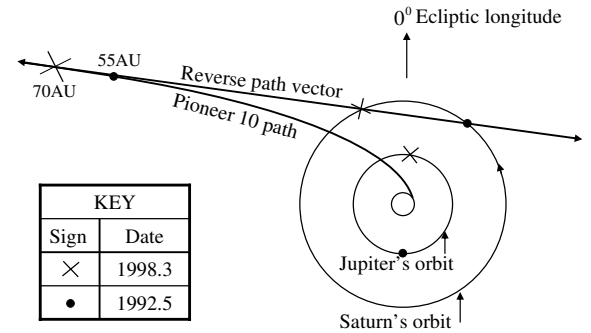 0⁰ Ecliptic longitude
55AU
Reverse path vector
70AU
Pioneer 10 path
KEY
Sign Date
1998.3
1992.5
Jupiter's orbit
Saturn's orbit